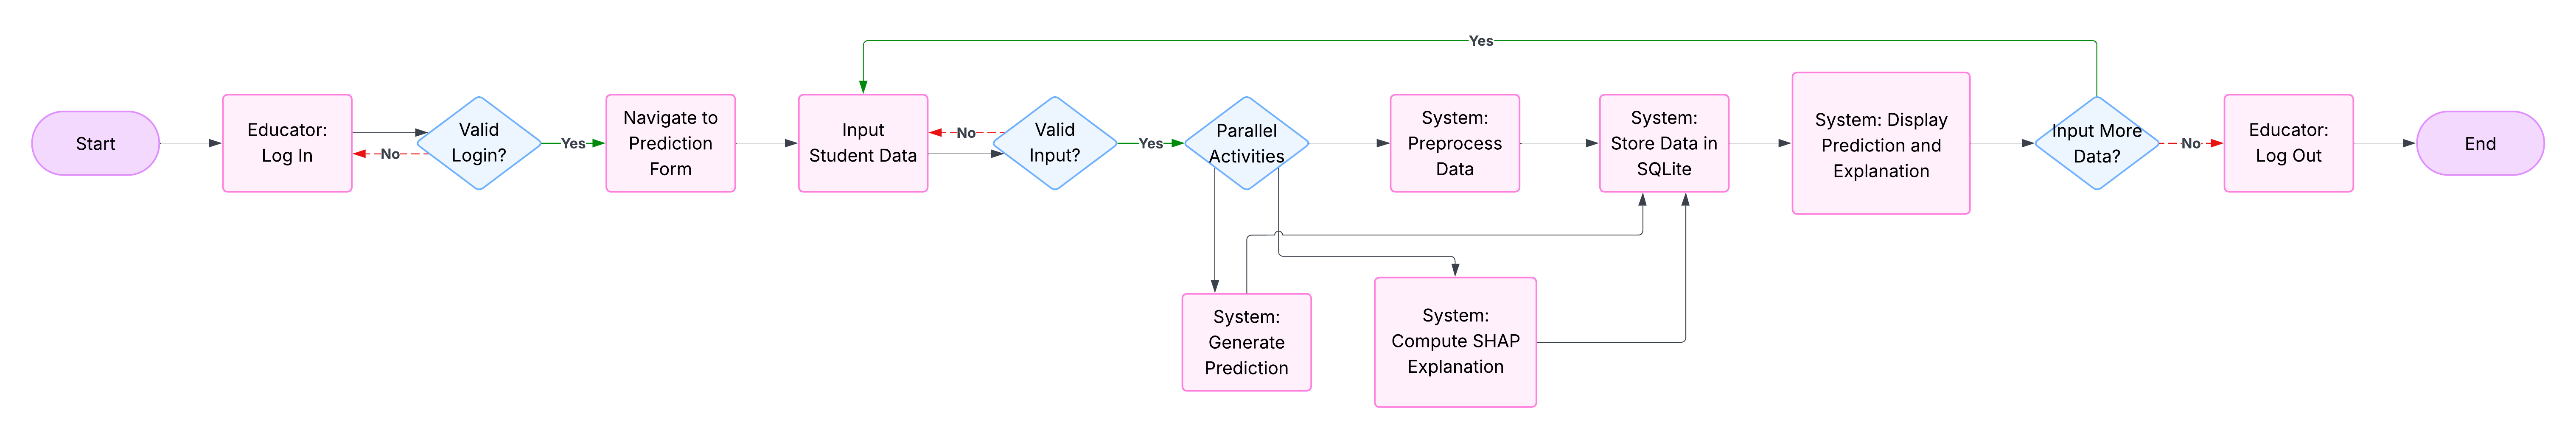 Yes
Start
Educator:
Log In
No
Valid
Login?
Yes
Navigate to
Prediction
Form
Input
Student Data
No
Valid
Input?
Yes
Parallel
Activities
System:
Preprocess
Data
System:
Store Data in
SQLite
System: Display
Prediction and
Explanation
Input More
Data?
No
Educator:
Log Out
End
System:
Generate
Prediction
System:
Compute SHAP
Explanation